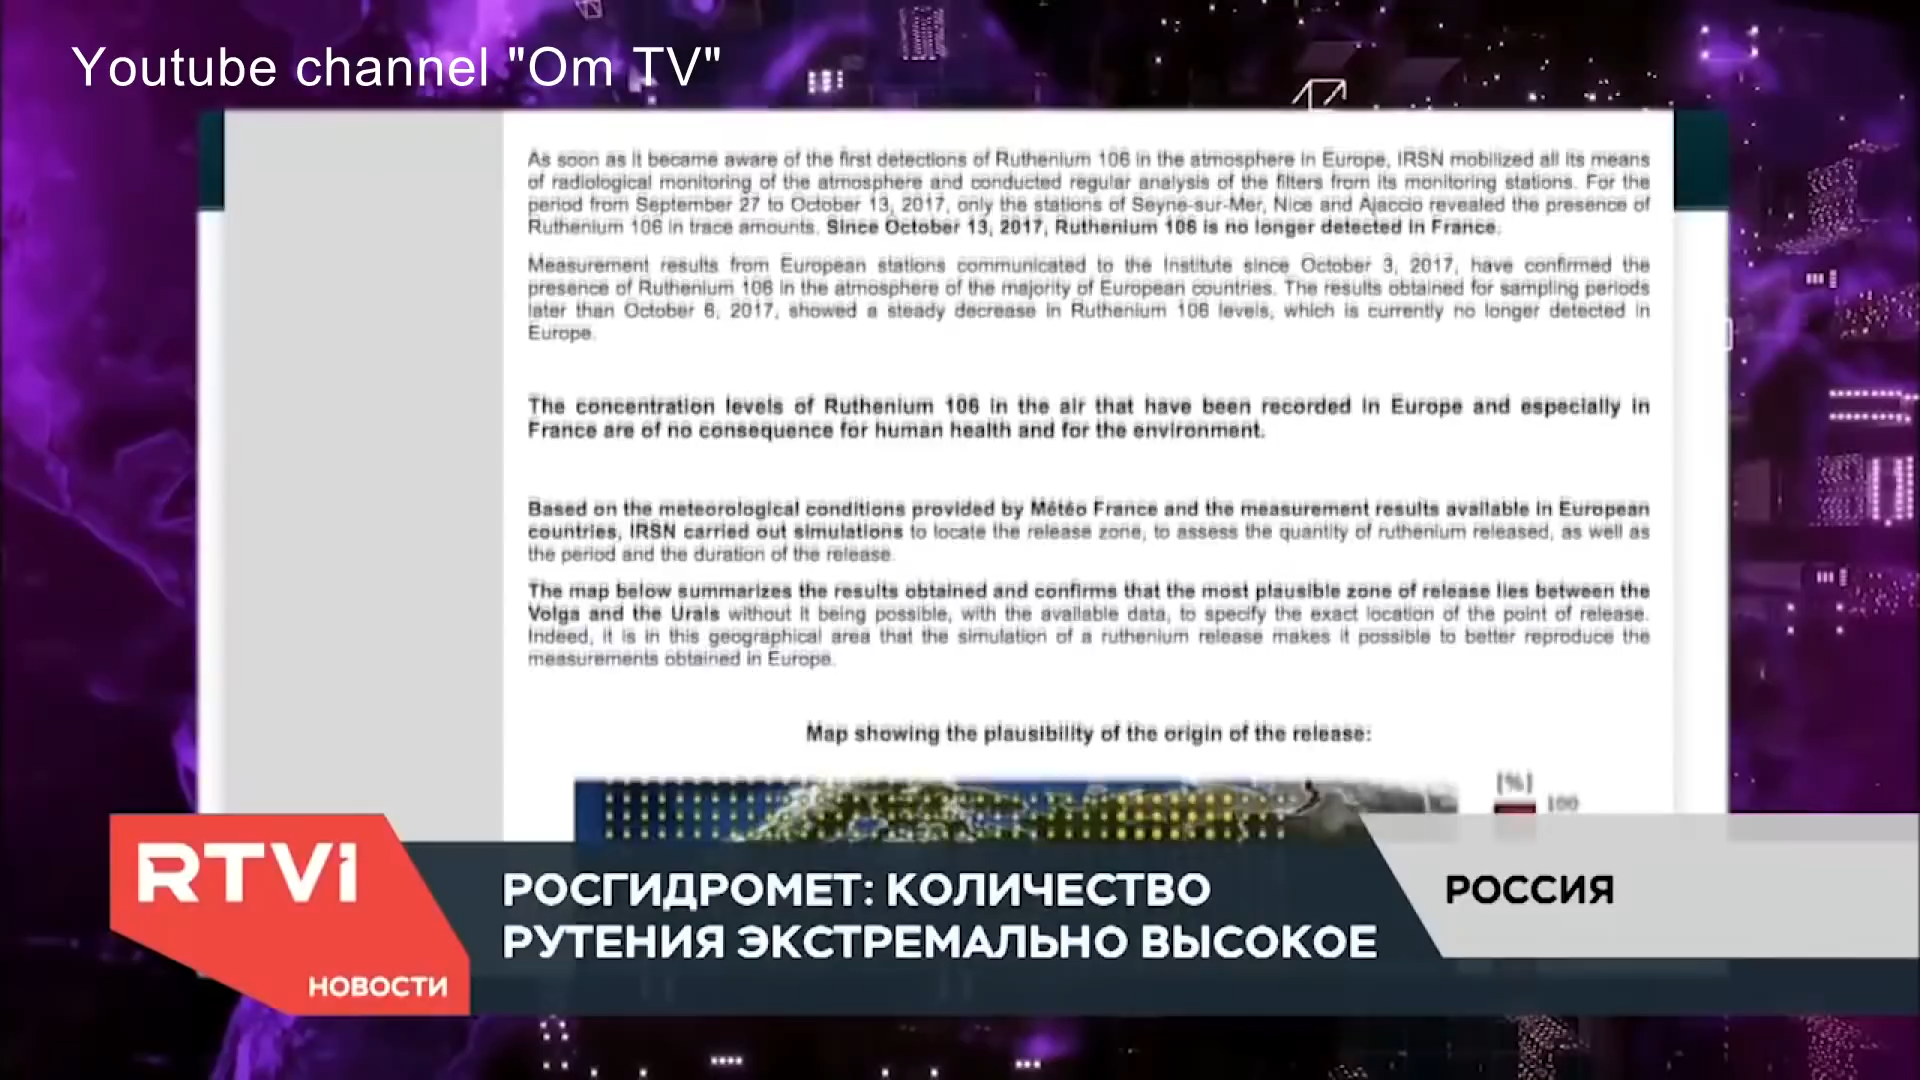 Youtube channel "Om TV"
As soon as it became aware of the first detections of Ruthenium 106 in the atmosphere in Europe, IRSN mobilized all its means
of radiological monitoring of the atmosphere and conducted regular analysis of the filters from its monitoring stations. For the
period from September 27 to October 13, 2017, only the stations of Seyne-sur-Mer, Nice and Ajaccio revealed the presence of
Ruthenium 106 in trace amounts. Since October 13, 2017, Ruthenium 106 is no longer detected in France.
Measurement results from European stations communicated to the Institute since October 3, 2017, have confirmed the
presence of Ruthenium 106 in the atmosphere of the majority of European countries. The results obtained for sampling periods
later than October 6, 2017, showed a steady decrease in Ruthenium 106 levels, which is currently no longer detected in
Europe.
The concentration levels of Ruthenium 106 in the air that have been recorded in Europe and especially in
France are of no consequence for human health and for the environment.
Based on the meteorological conditions provided by Météo France and the measurement results available in European
countries, IRSN carried out simulations to locate the release zone, to assess the quantity of ruthenium released, as well as
the period and the duration of the release.
The map below summarizes the results obtained and confirms that the most plausible zone of release lies between the
Volga and the Urals without it being possible, with the available data, to specify the exact location of the point of release.
Indeed, it is in this geographical area that the simulation of a ruthenium release makes it possible to better reproduce the
measurements obtained in Europe.
Map showing the plausibility of the origin of the release:
[%]
100
RTVi
НОВОСТИ
РОСГИДРОМЕТ: КОЛИЧЕСТВО
РУТЕНИЯ ЭКСТРЕМАЛЬНО ВЫСОКОЕ
РОССИЯ